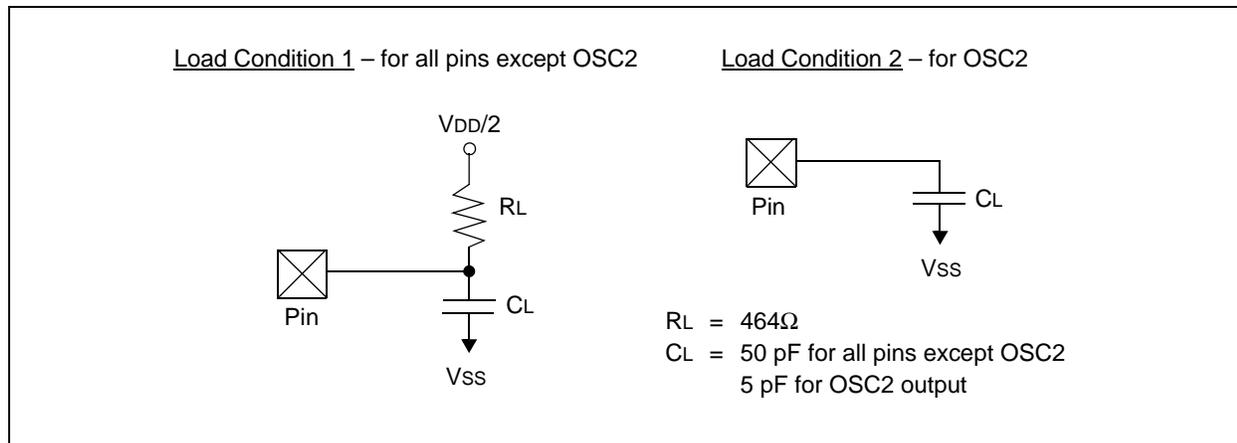 Load Condition 1 – for all pins except OSC2
VDD/2
RL
Pin
CL
VSS
Load Condition 2 – for OSC2
Pin
CL
VSS
RL = 464Ω
CL = 50 pF for all pins except OSC2
5 pF for OSC2 output